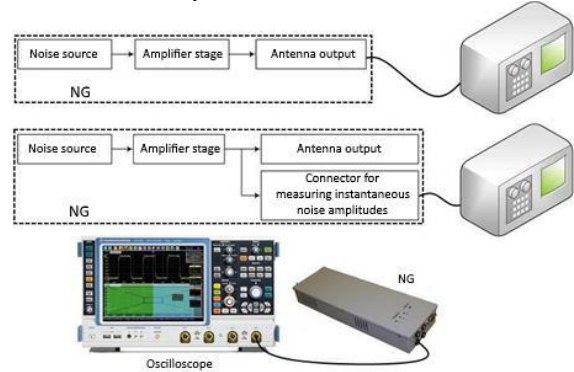 Noise source
Amplifier stage
Antenna output
NG
Noise source
Amplifier stage
Antenna output
Connector for
measuring instantaneous
noise amplitudes
NG
NG
Oscilloscope